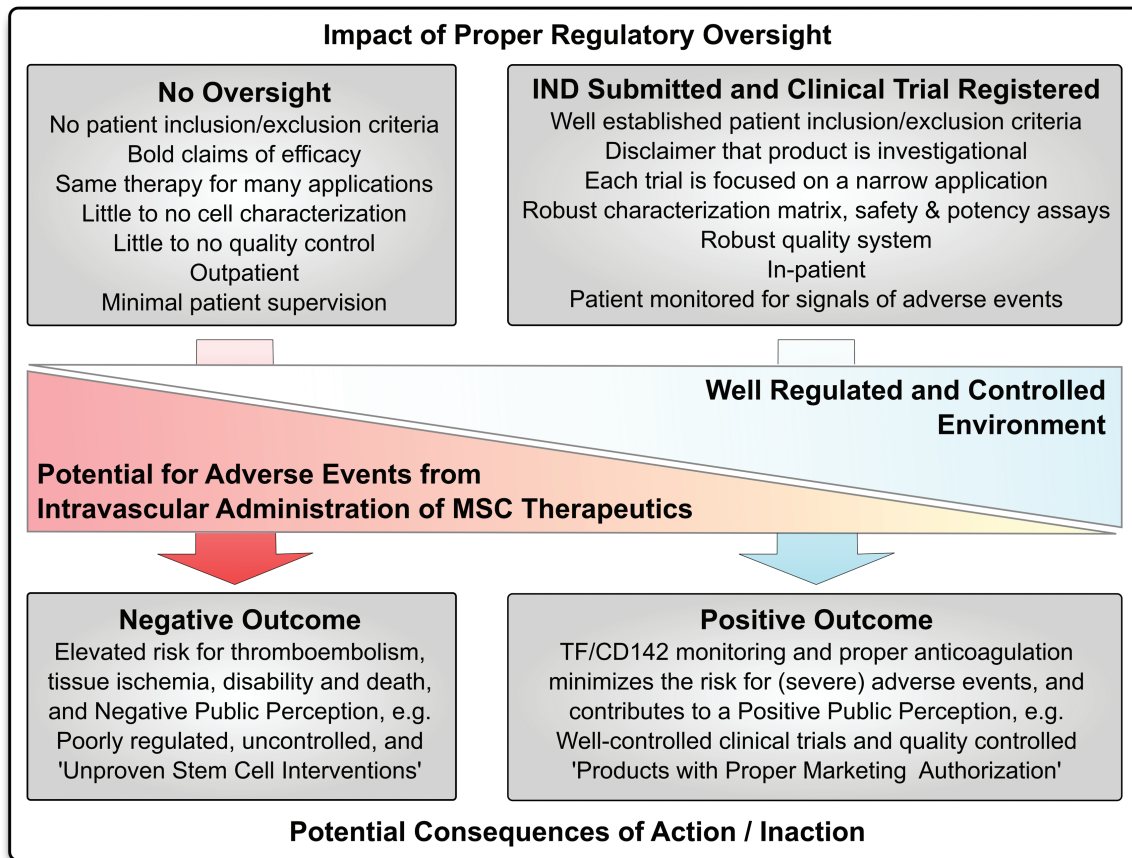 Impact of Proper Regulatory Oversight
No Oversight
No patient inclusion/exclusion criteria
Bold claims of efficacy
Same therapy for many applications
Little to no cell characterization
Little to no quality control
Outpatient
Minimal patient supervision
IND Submitted and Clinical Trial Registered
Well established patient inclusion/exclusion criteria
Disclaimer that product is investigational
Each trial is focused on a narrow application
Robust characterization matrix, safety & potency assays
Robust quality system
In-patient
Patient monitored for signals of adverse events
Well Regulated and Controlled
Environment
Potential for Adverse Events from
Intravascular Administration of MSC Therapeutics
Negative Outcome
Elevated risk for thromboembolism,
tissue ischemia, disability and death,
and Negative Public Perception, e.g.
Poorly regulated, uncontrolled, and
'Unproven Stem Cell Interventions'
Positive Outcome
TF/CD142 monitoring and proper anticoagulation
minimizes the risk for (severe) adverse events, and
contributes to a Positive Public Perception, e.g.
Well-controlled clinical trials and quality controlled
'Products with Proper Marketing Authorization'
Potential Consequences of Action / Inaction